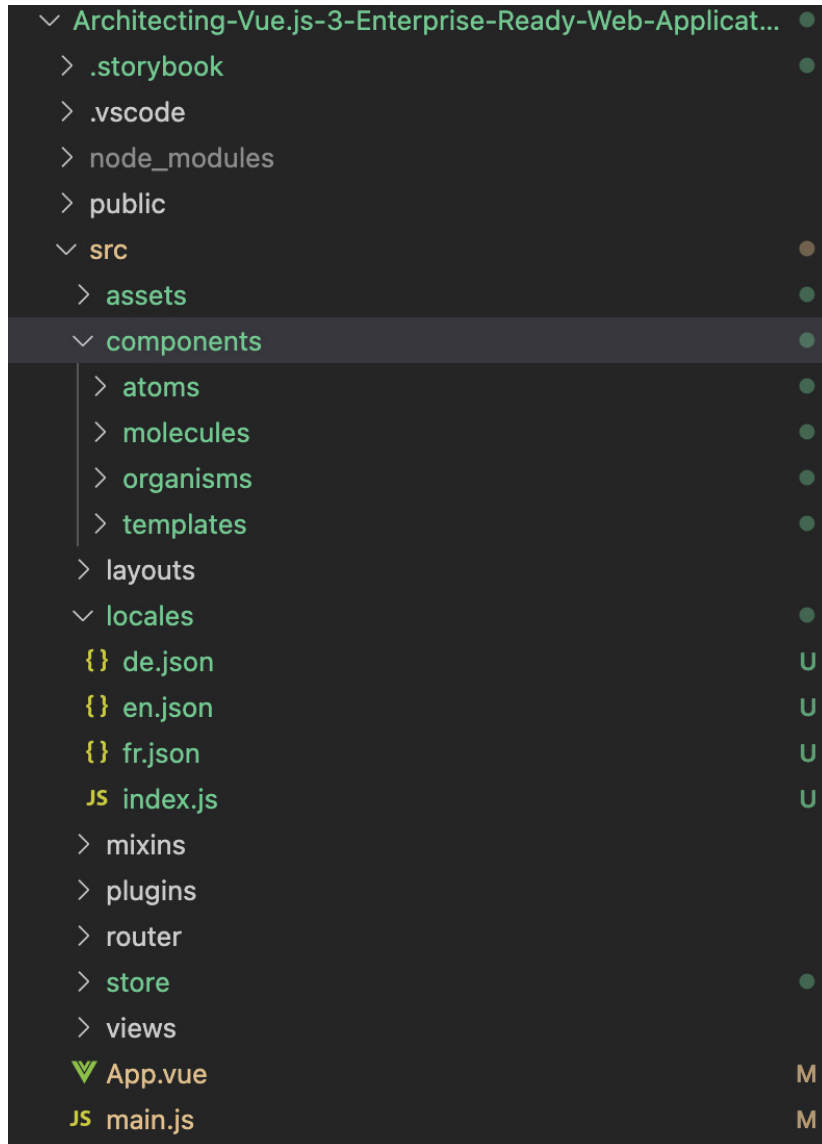 Architecting-Vue.js-3-Enterprise-Ready-Web-Applicat...
.storybook
.vscode
node_modules
public
src
assets
components
atoms
molecules
organisms
templates
layouts
locales
{} de.json U
{} en.json U
{} fr.json U
JS index.js U
mixins
plugins
router
store
views
App.vue M
JS main.js M